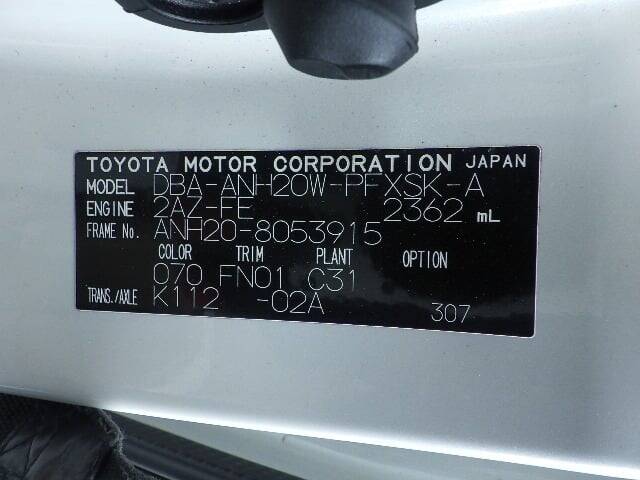 TOYOTA MOTOR CORPORATION JAPAN
MODEL DBA-ANH20W-PFXSK-A
ENGINE 2AZ-FE 2362 mL
FRAME No. ANH20-8053915
COLOR TRIM PLANT OPTION
070 FN01 C31
TRANS./AXLE K112 -02A
307